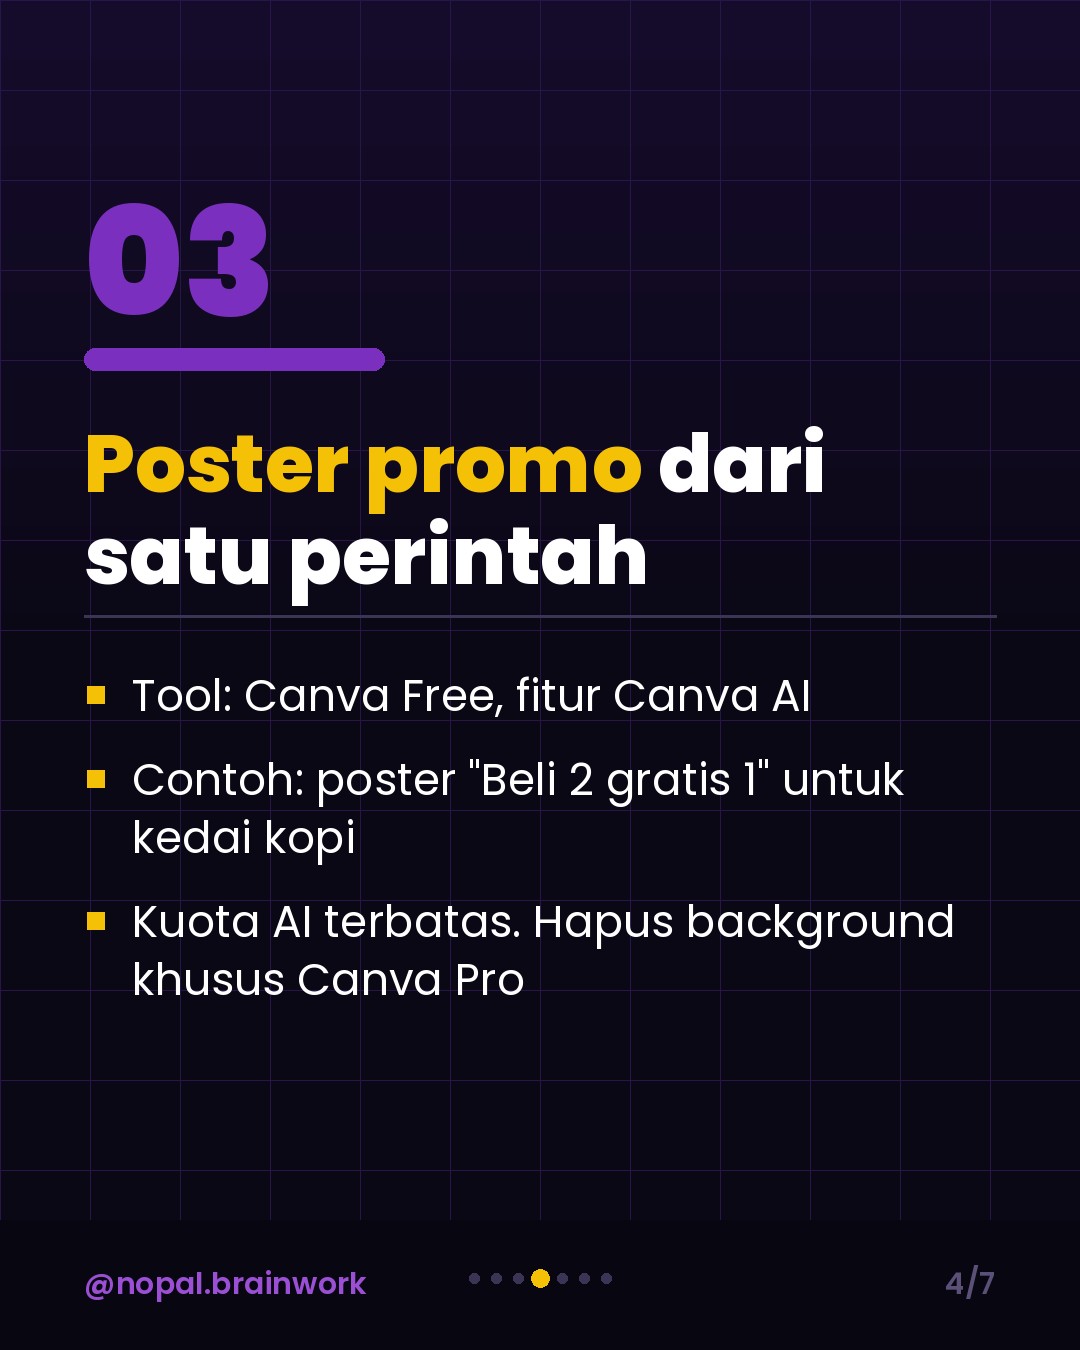 03
Poster promo dari
satu perintah
Tool: Canva Free, fitur Canva AI
Contoh: poster "Beli 2 gratis 1" untuk
kedai kopi
Kuota AI terbatas. Hapus background
khusus Canva Pro
@nopal.brainwork
4/7